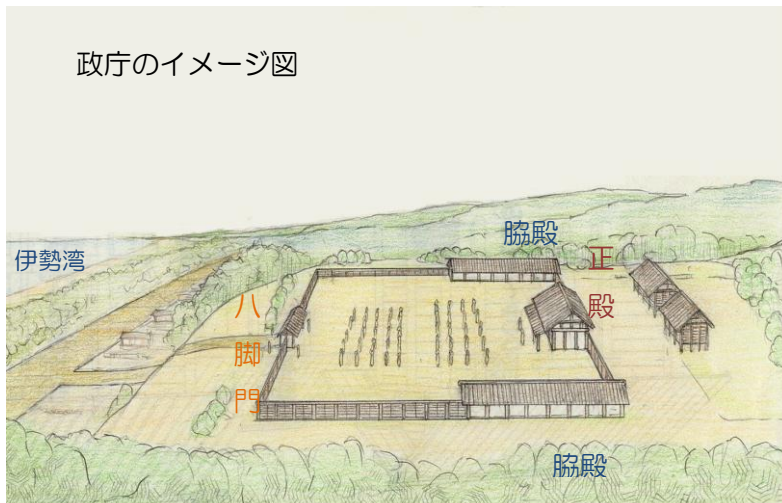 政庁のイメージ図
脇殿
伊勢湾
正殿
八脚門
脇殿